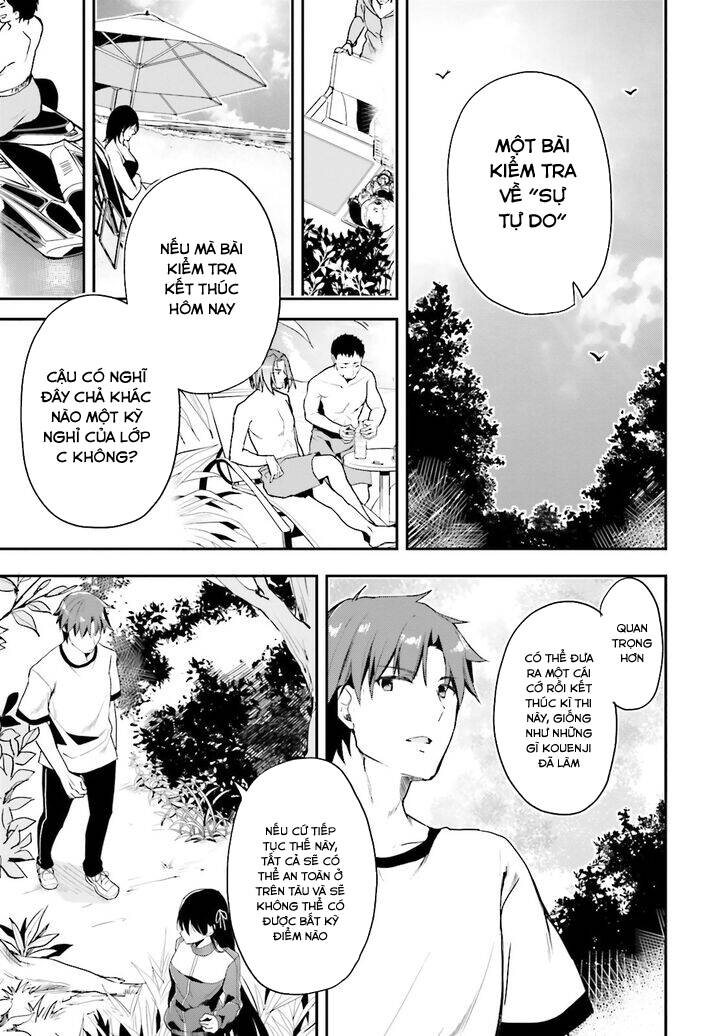 MỘT BÀI
KIỂM TRA
VỀ "SỰ
TỰ DO"
NẾU MÀ BÀI
KIỂM TRA
KẾT THÚC
HÔM NAY
CẬU CÓ NGHĨ
ĐÂY CHẢ KHÁC
NÀO MỘT KỲ
NGHỈ CỦA LỚP
C KHÔNG?
QUAN
TRỌNG
HƠN
CÓ THỂ ĐƯA
RA MỘT CÁI
CỚ RỒI KẾT
THÚC KÌ THI
NÀY, GIỐNG
NHƯ NHỮNG
GÌ KOUENJI
ĐÃ LÀM
NẾU CỨ TIẾP
TỤC THẾ NÀY,
TẤT CẢ SẼ CÓ
THỂ AN TOÀN Ở
TRÊN TÀU VÀ SẼ
KHÔNG THỂ CÓ
ĐƯỢC BẤT KỲ
ĐIỂM NÀO